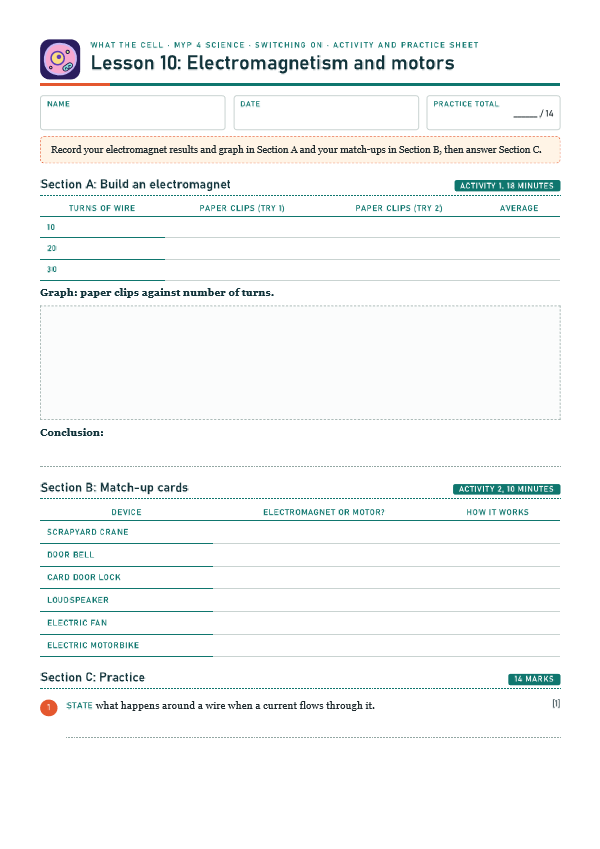 WHAT THE CELL · MYP 4 SCIENCE · SWITCHING ON · ACTIVITY AND PRACTICE SHEET
Lesson 10: Electromagnetism and motors
NAME
DATE
PRACTICE TOTAL
_____ / 14
Record your electromagnet results and graph in Section A and your match-ups in Section B, then answer Section C.
Section A: Build an electromagnet
ACTIVITY 1, 18 MINUTES
TURNS OF WIRE PAPER CLIPS (TRY 1) PAPER CLIPS (TRY 2) AVERAGE
10
20
30
Graph: paper clips against number of turns.
Conclusion:
Section B: Match-up cards
ACTIVITY 2, 10 MINUTES
DEVICE ELECTROMAGNET OR MOTOR? HOW IT WORKS
SCRAPYARD CRANE
DOOR BELL
CARD DOOR LOCK
LOUDSPEAKER
ELECTRIC FAN
ELECTRIC MOTORBIKE
Section C: Practice
14 MARKS
1 STATE what happens around a wire when a current flows through it. [1]